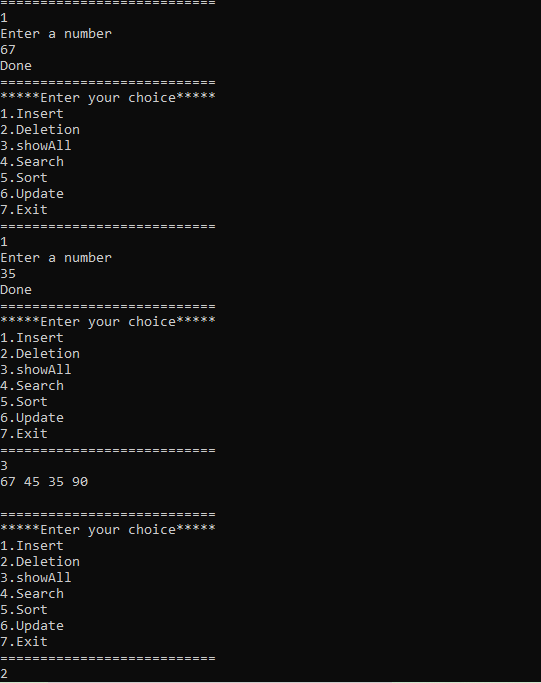 ===========================
1
Enter a number
67
Done
===========================
*****Enter your choice*****
1.Insert
2.Deletion
3.showAll
4.Search
5.Sort
6.Update
7.Exit
===========================
1
Enter a number
35
Done
===========================
*****Enter your choice*****
1.Insert
2.Deletion
3.showAll
4.Search
5.Sort
6.Update
7.Exit
===========================
3
67 45 35 90

===========================
*****Enter your choice*****
1.Insert
2.Deletion
3.showAll
4.Search
5.Sort
6.Update
7.Exit
===========================
2